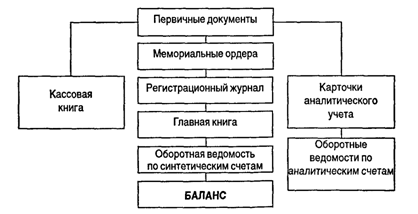 Первичные документы
Мемориальные ордера
Кассовая
книга
Регистрационный журнал
Карточки
аналитического
учета
Главная книга
Оборотная ведомость
по синтетическим счетам
Оборотные
ведомости по
аналитическим счетам
БАЛАНС